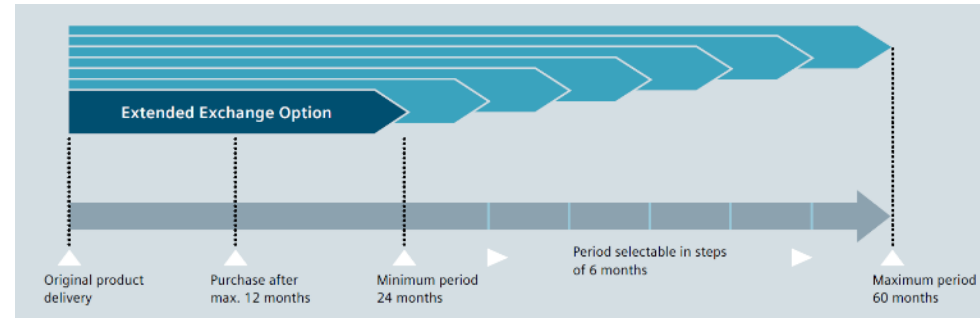 Extended Exchange Option
Original product
delivery
Purchase after
max. 12 months
Minimum period
24 months
Period selectable in steps
of 6 months
Maximum period
60 months